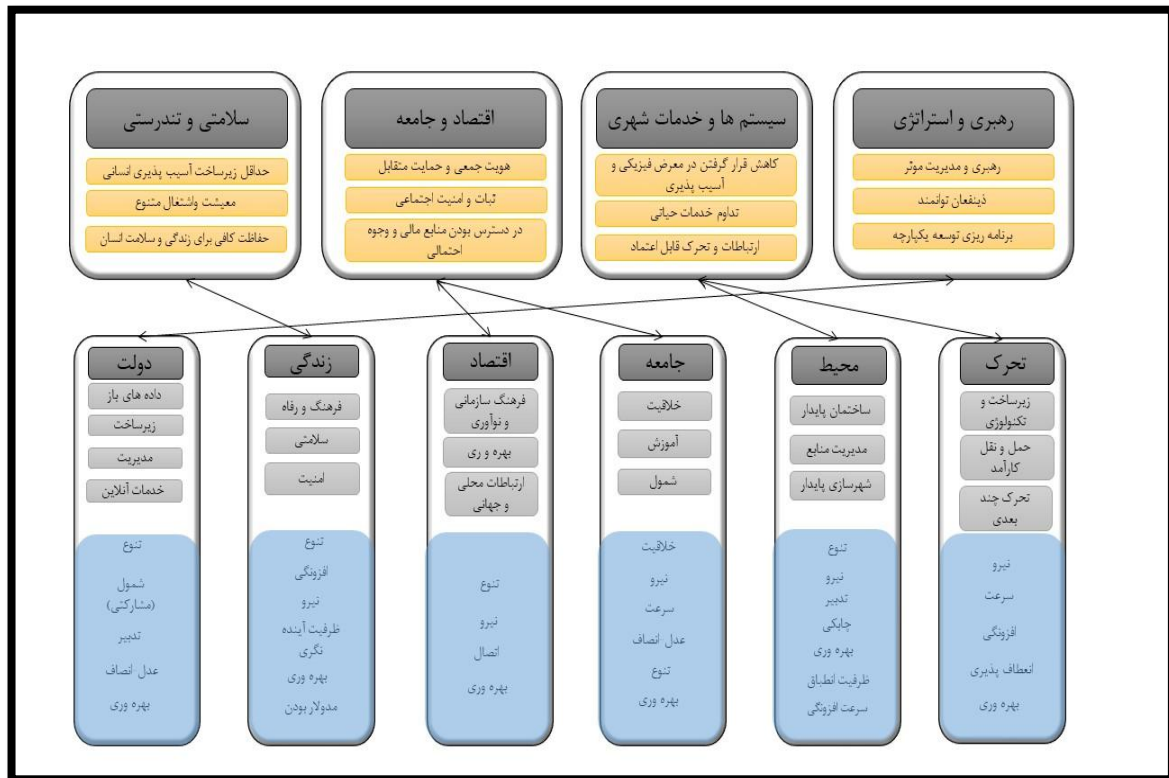 رهبری و استراتژی
رهبری و مدیریت موثر
ذینفعان توانمند
برنامه ریزی توسعه یکپارچه
سیستم ها و خدمات شهری
کاهش قرار گرفتن در معرض فیزیکی و
آسیب پذیری
تداوم خدمات حیاتی
ارتباطات و تحرک قابل اعتماد
اقتصاد و جامعه
هویت جمعی و حمایت متقابل
ثبات و امنیت اجتماعی
در دسترس بودن منابع مالی و وجوه
احتمالی
سلامتی و تندرستی
حداقل زیرساخت آسیب پذیری انسانی
معیشت واشتغال متنوع
حفاظت کافی برای زندگی و سلامت انسان
تحرک
زیرساخت و
تکنولوژی
حمل و نقل
کارآمد
تحرک چند
بعدی
نیرو
سرعت
افزونگی
انعطاف پذیری
بهره وری
محیط
ساختمان پایدار
مدیریت منابع
شهرسازی پایدار
تنوع
نیرو
تدبیر
چابکی
بهره وری
ظرفیت انطباق
سرعت افزونگی
جامعه
خلاقیت
آموزش
شمول
خلاقیت
نیرو
سرعت
عدل-انصاف
تنوع
بهره وری
اقتصاد
فرهنگ سازمانی
و نوآوری
بهره و ری
ارتباطات محلی
و جهانی
تنوع
نیرو
اتصال
بهره وری
زندگی
فرهنگ و رفاه
سلامتی
امنیت
تنوع
افزونگی
نیرو
ظرفیت آینده
نگری
بهره وری
مدولار بودن
دولت
داده های باز
زیرساخت
مدیریت
خدمات آنلاین
تنوع
شمول
(مشارکتی)
تدبیر
عدل-انصاف
بهره وری